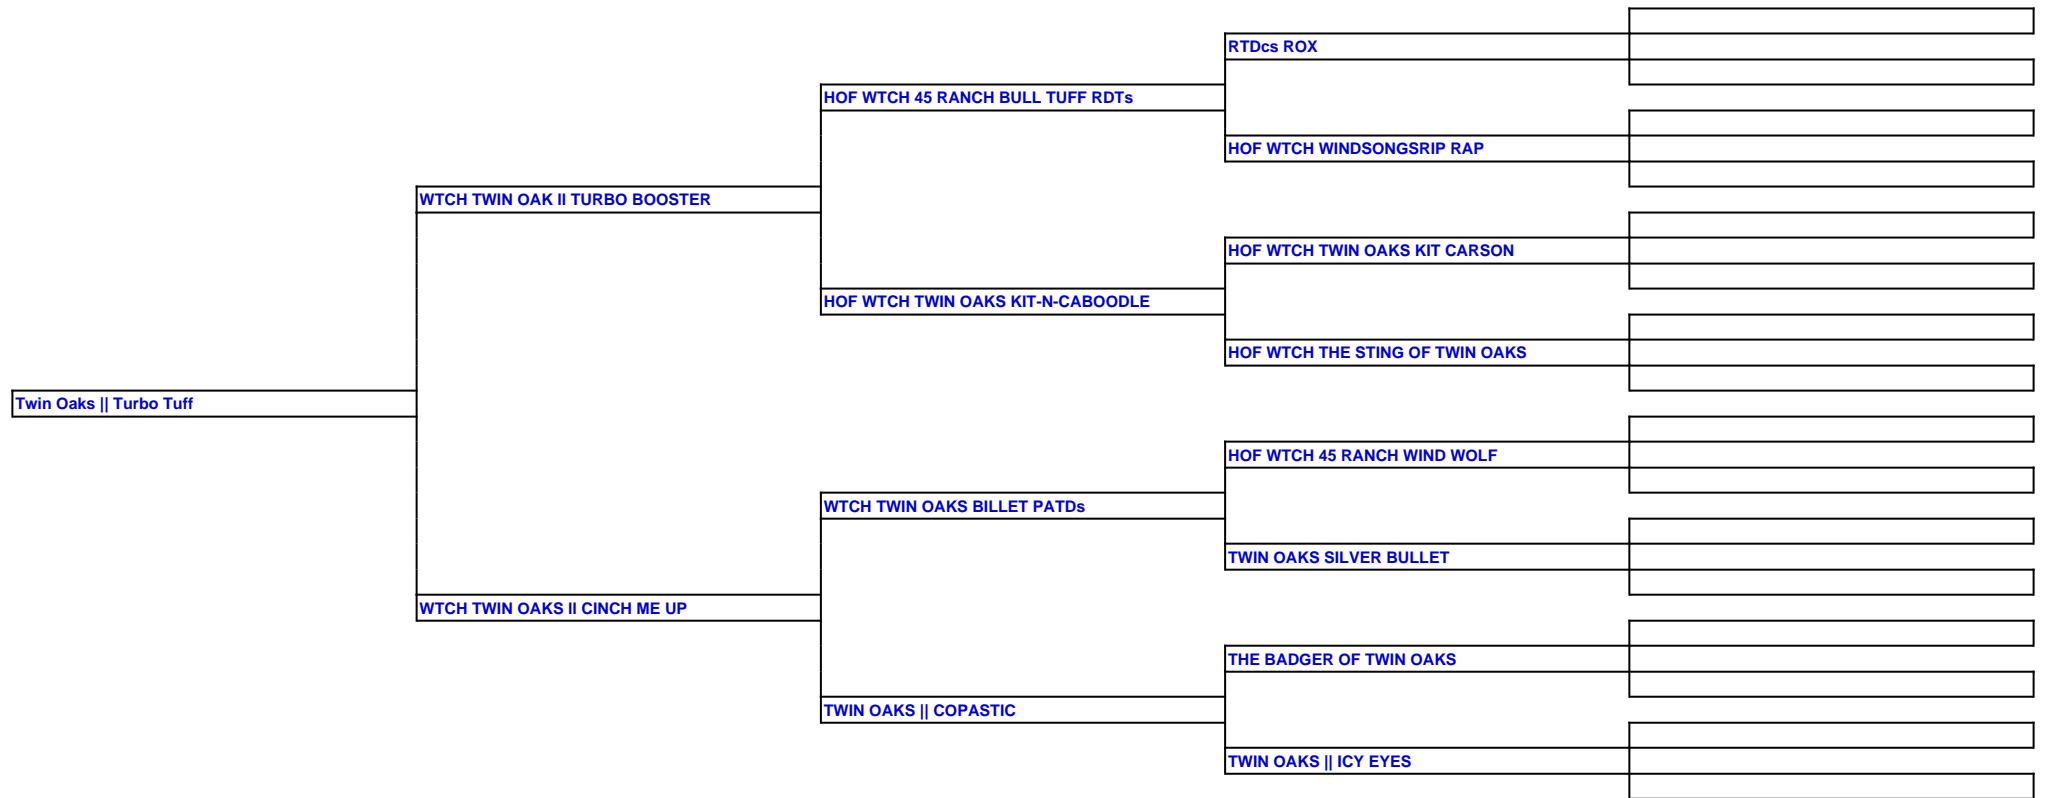 RTDcs ROX
HOF WTCH 45 RANCH BULL TUFF RDTs
HOF WTCH WINDSONGSRIP RAP
WTCH TWIN OAK II TURBO BOOSTER
HOF WTCH TWIN OAKS KIT CARSON
HOF WTCH TWIN OAKS KIT-N-CABOODLE
HOF WTCH THE STING OF TWIN OAKS
Twin Oaks || Turbo Tuff
HOF WTCH 45 RANCH WIND WOLF
WTCH TWIN OAKS BILLET PATDs
TWIN OAKS SILVER BULLET
WTCH TWIN OAKS II CINCH ME UP
THE BADGER OF TWIN OAKS
TWIN OAKS || COPASTIC
TWIN OAKS || ICY EYES